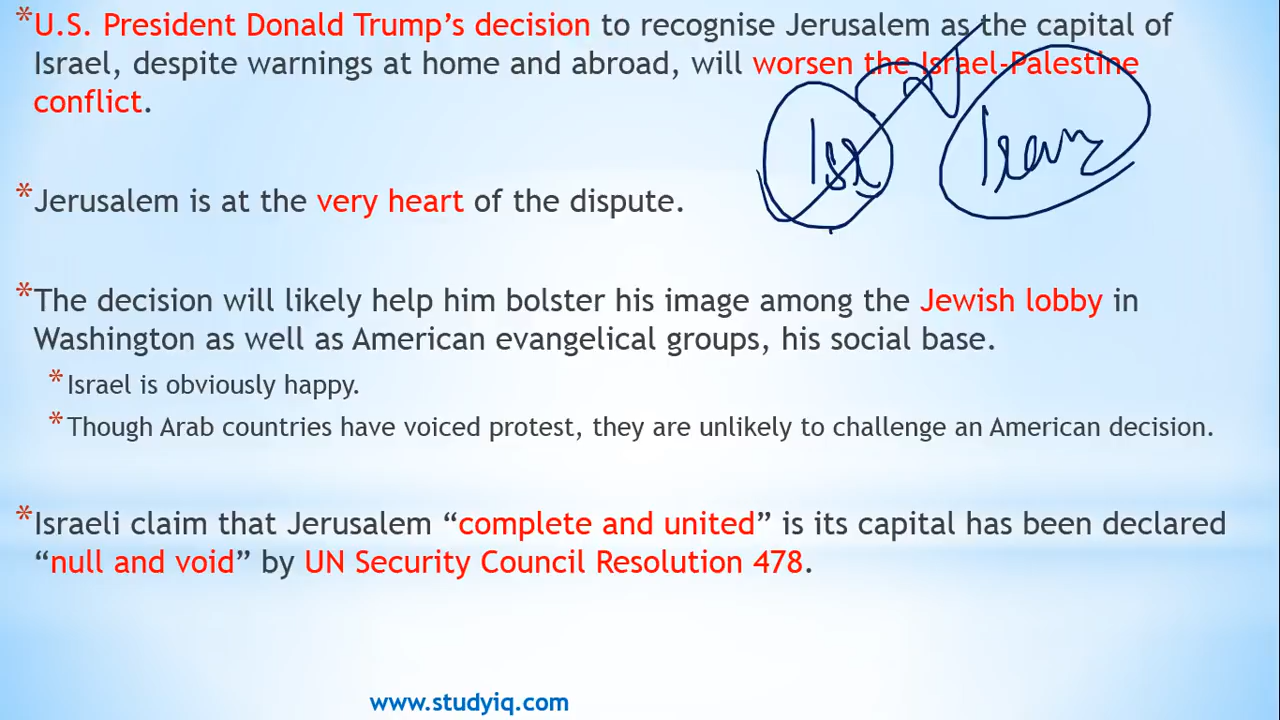 *U.S. President Donald Trump’s decision to recognise Jerusalem as the capital of
Israel, despite warnings at home and abroad, will worsen the Israel-Palestine
conflict.
Isr
Iran
*Jerusalem is at the very heart of the dispute.
*The decision will likely help him bolster his image among the Jewish lobby in
Washington as well as American evangelical groups, his social base.
*Israel is obviously happy.
*Though Arab countries have voiced protest, they are unlikely to challenge an American decision.
*Israeli claim that Jerusalem “complete and united” is its capital has been declared
“null and void” by UN Security Council Resolution 478.
www.studyiq.com